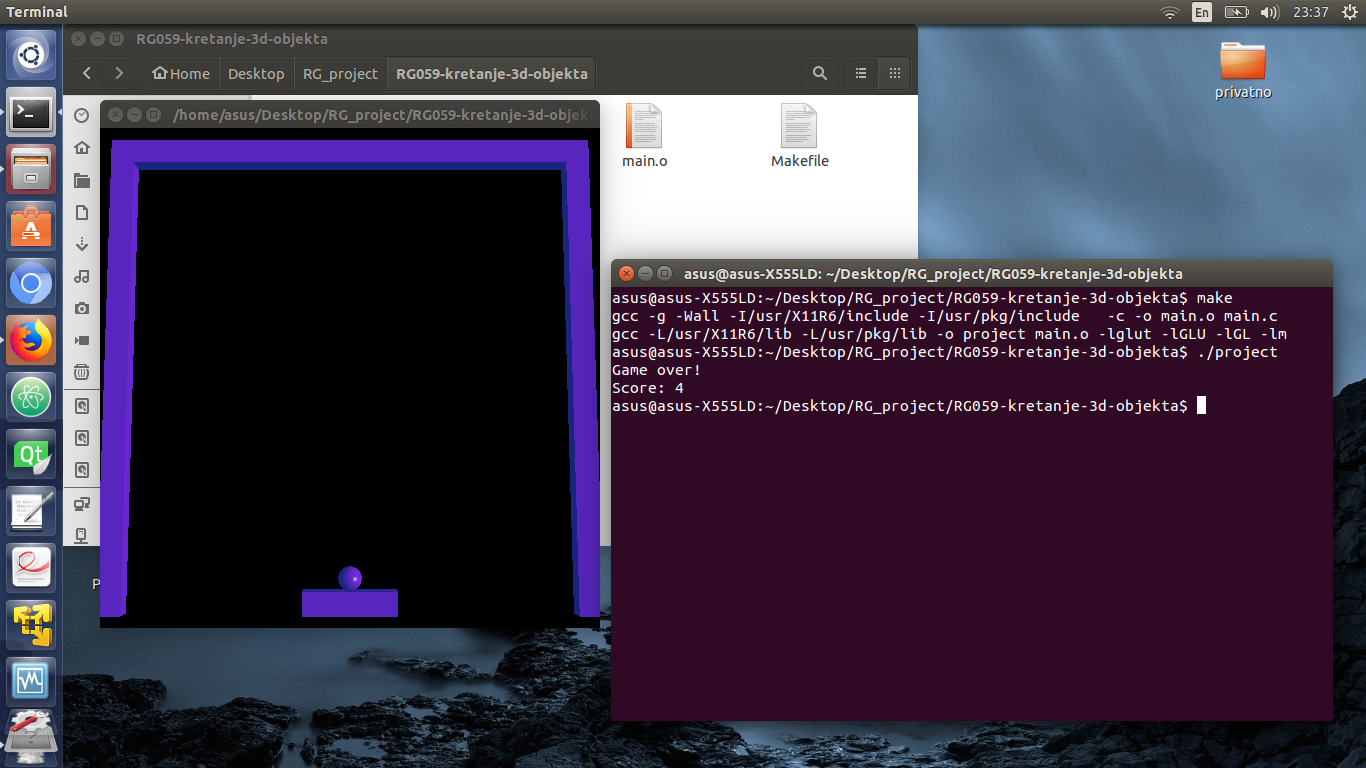 Terminal
En
23:37
RG059-kretanje-3d-objekta
Home
Desktop
RG_project
RG059-kretanje-3d-objekta
privatno
/home/asus/Desktop/RG_project/RG059-kretanje-3d-objek
main.o
Makefile
asus@asus-X555LD: ~/Desktop/RG_project/RG059-kretanje-3d-objekta
asus@asus-X555LD:~/Desktop/RG_project/RG059-kretanje-3d-objekta$ make
gcc -g -Wall -I/usr/X11R6/include -I/usr/pkg/include   -c -o main.o main.c
gcc -L/usr/X11R6/lib -L/usr/pkg/lib -o project main.o -lglut -lGLU -lGL -lm
asus@asus-X555LD:~/Desktop/RG_project/RG059-kretanje-3d-objekta$ ./project
Game over!
Score: 4
asus@asus-X555LD:~/Desktop/RG_project/RG059-kretanje-3d-objekta$
Qt
P